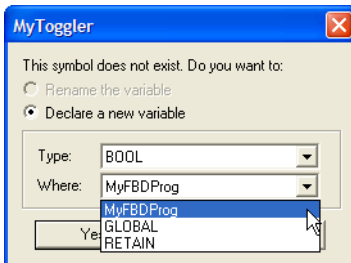 MyToggler
This symbol does not exist. Do you want to:
Rename the variable
Declare a new variable
Type: BOOL
Where: MyFBDProg
MyFBDProg
GLOBAL
RETAIN